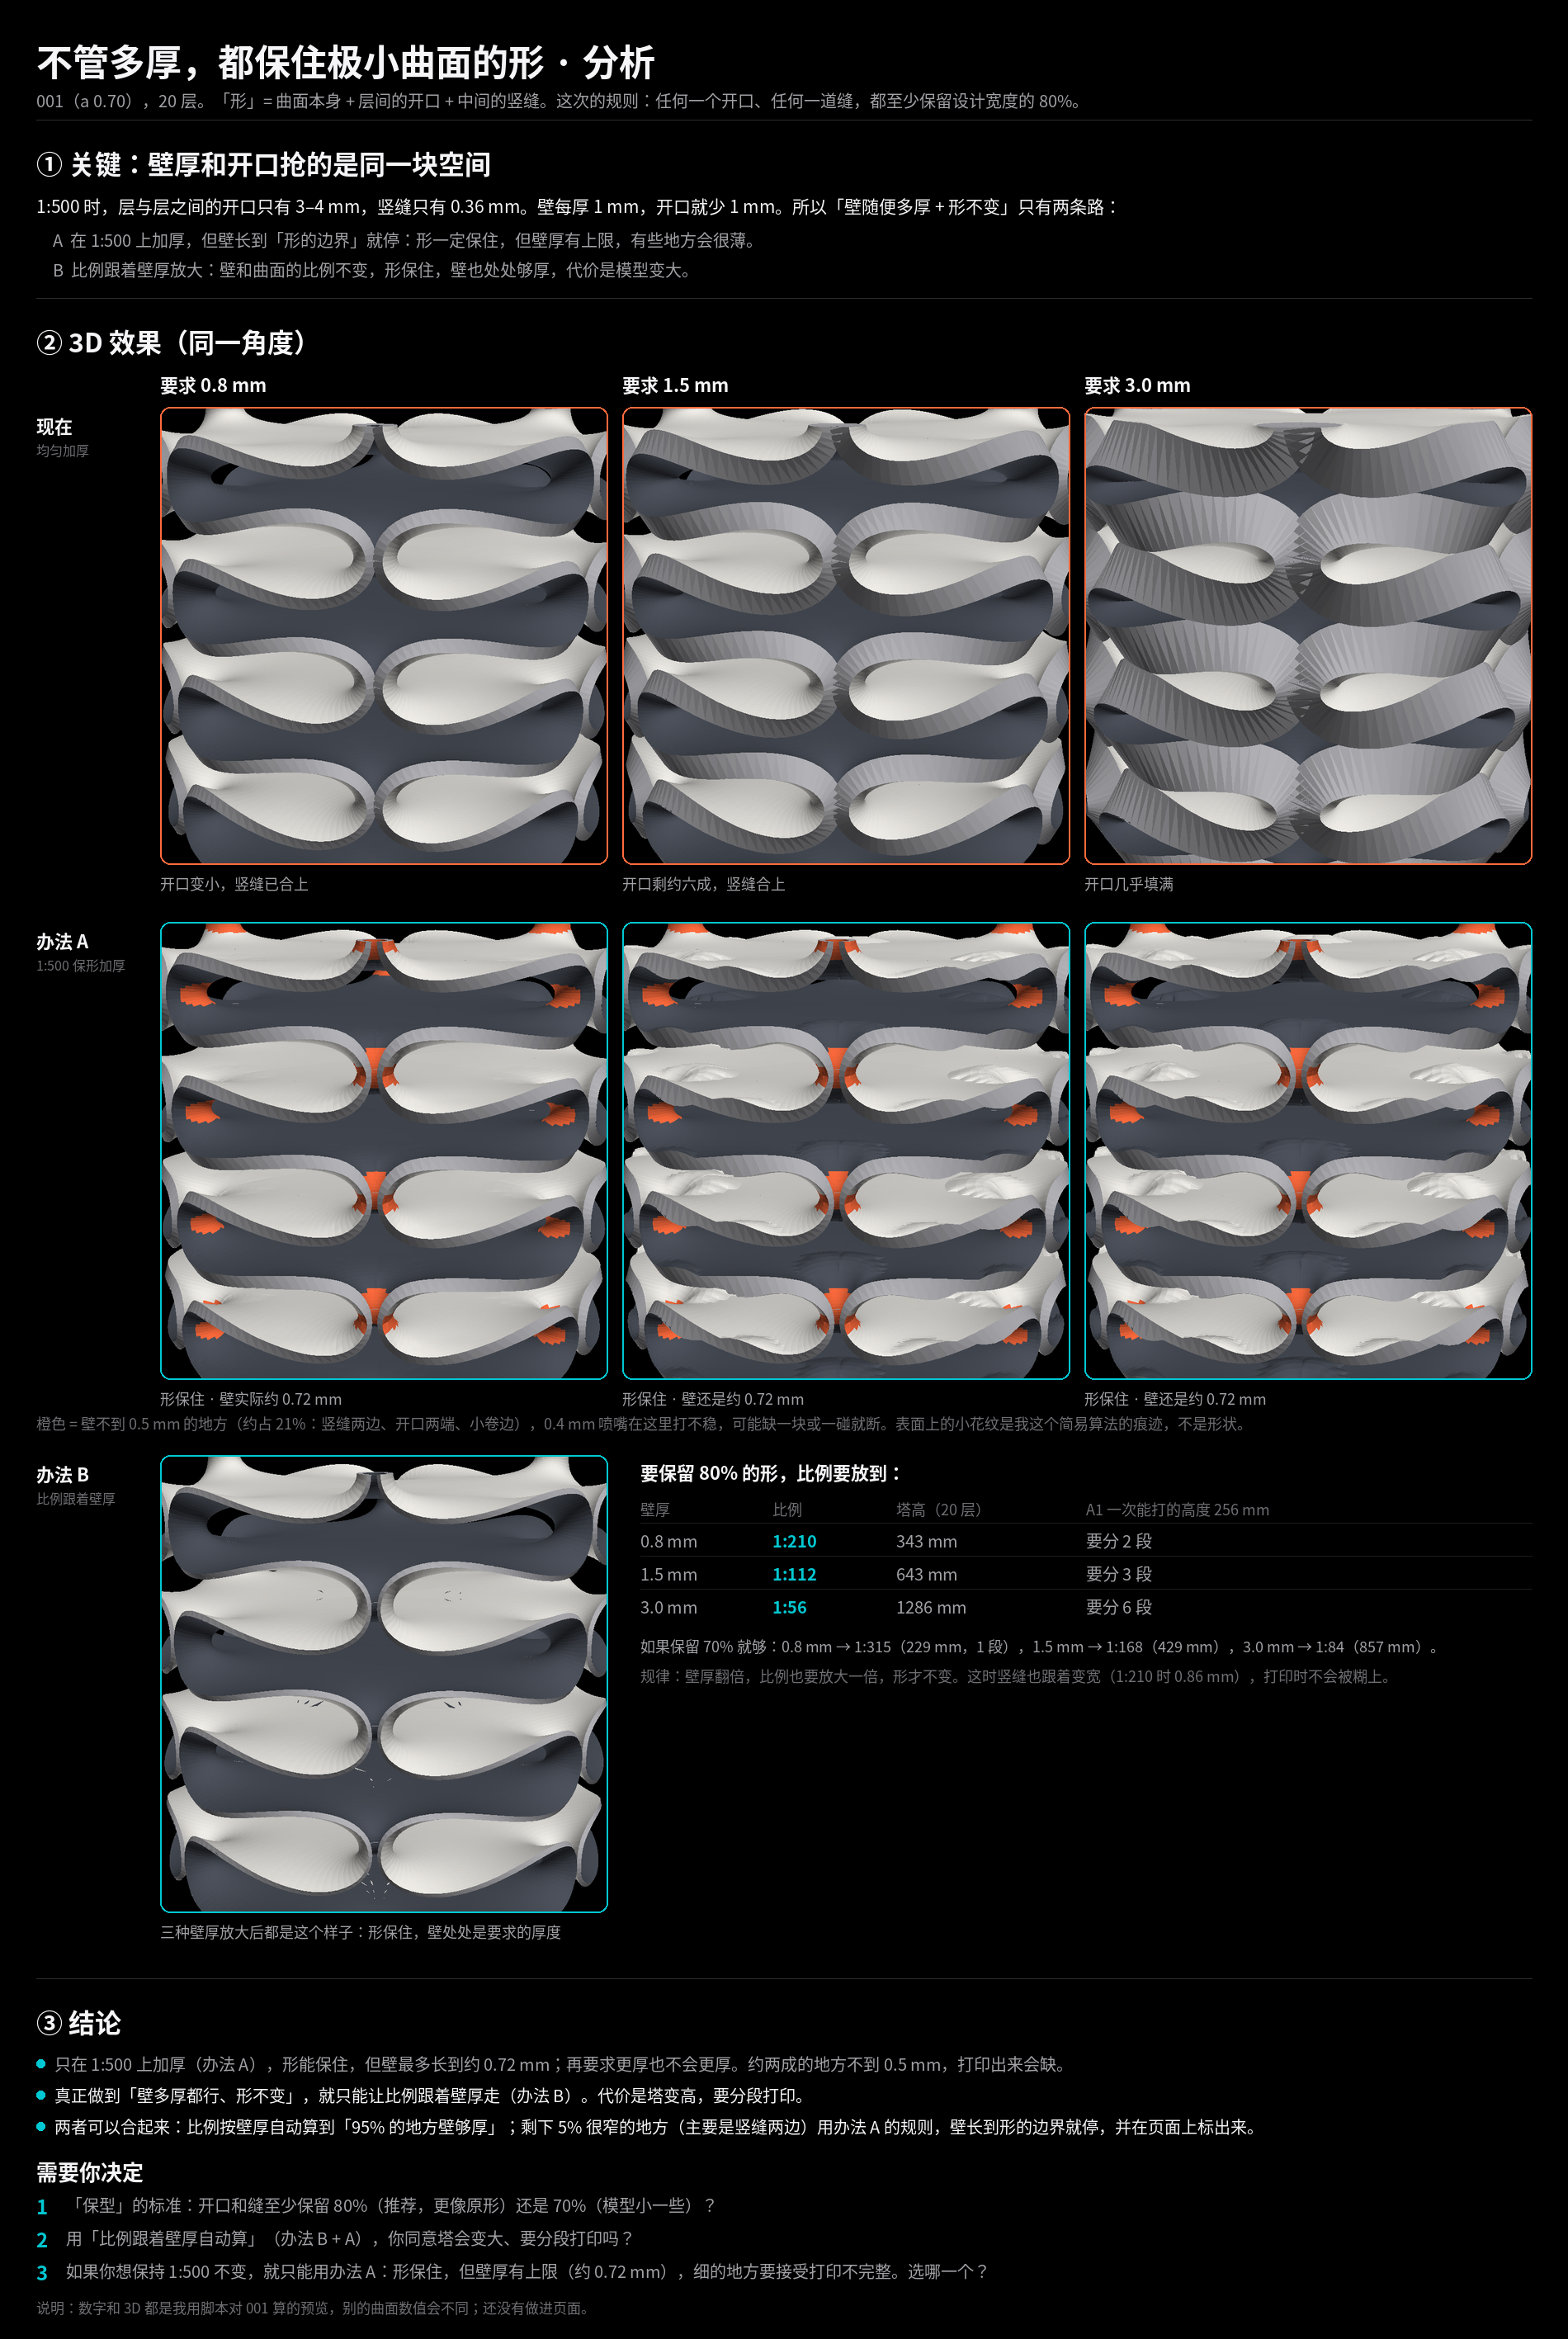 不管多厚，都保住极小曲面的形 · 分析
001（a 0.70），20 层。「形」= 曲面本身 + 层间的开口 + 中间的竖缝。这次的规则：任何一个开口、任何一道缝，都至少保留设计宽度的 80%。
① 关键：壁厚和开口抢的是同一块空间
1:500 时，层与层之间的开口只有 3–4 mm，竖缝只有 0.36 mm。壁每厚 1 mm，开口就少 1 mm。所以「壁随便多厚 + 形不变」只有两条路：
A 在 1:500 上加厚，但壁长到「形的边界」就停：形一定保住，但壁厚有上限，有些地方会很薄。
B 比例跟着壁厚放大：壁和曲面的比例不变，形保住，壁也处处够厚，代价是模型变大。
② 3D 效果（同一角度）
要求 0.8 mm 要求 1.5 mm 要求 3.0 mm
现在
均匀加厚
开口变小，竖缝已合上 开口剩约六成，竖缝合上 开口几乎填满
办法 A
1:500 保形加厚
形保住 · 壁实际约 0.72 mm 形保住 · 壁还是约 0.72 mm 形保住 · 壁还是约 0.72 mm
橙色 = 壁不到 0.5 mm 的地方（约占 21%：竖缝两边、开口两端、小卷边），0.4 mm 喷嘴在这里打不稳，可能缺一块或一碰就断。表面上的小花纹是我这个简易算法的痕迹，不是形状。
办法 B
比例跟着壁厚
要保留 80% 的形，比例要放到：
壁厚 比例 塔高（20 层） A1 一次能打的高度 256 mm
0.8 mm 1:210 343 mm 要分 2 段
1.5 mm 1:112 643 mm 要分 3 段
3.0 mm 1:56 1286 mm 要分 6 段
如果保留 70% 就够：0.8 mm → 1:315（229 mm，1 段），1.5 mm → 1:168（429 mm），3.0 mm → 1:84（857 mm）。
规律：壁厚翻倍，比例也要放大一倍，形才不变。这时竖缝也跟着变宽（1:210 时 0.86 mm），打印时不会被糊上。
三种壁厚放大后都是这个样子：形保住，壁处处是要求的厚度
③ 结论
只在 1:500 上加厚（办法 A），形能保住，但壁最多长到约 0.72 mm；再要求更厚也不会更厚。约两成的地方不到 0.5 mm，打印出来会缺。
真正做到「壁多厚都行、形不变」，就只能让比例跟着壁厚走（办法 B）。代价是塔变高，要分段打印。
两者可以合起来：比例按壁厚自动算到「95% 的地方壁够厚」；剩下 5% 很窄的地方（主要是竖缝两边）用办法 A 的规则，壁长到形的边界就停，并在页面上标出来。
需要你决定
1 「保型」的标准：开口和缝至少保留 80%（推荐，更像原形）还是 70%（模型小一些）？
2 用「比例跟着壁厚自动算」（办法 B + A），你同意塔会变大、要分段打印吗？
3 如果你想保持 1:500 不变，就只能用办法 A：形保住，但壁厚有上限（约 0.72 mm），细的地方要接受打印不完整。选哪一个？
说明：数字和 3D 都是我用脚本对 001 算的预览，别的曲面数值会不同；还没有做进页面。